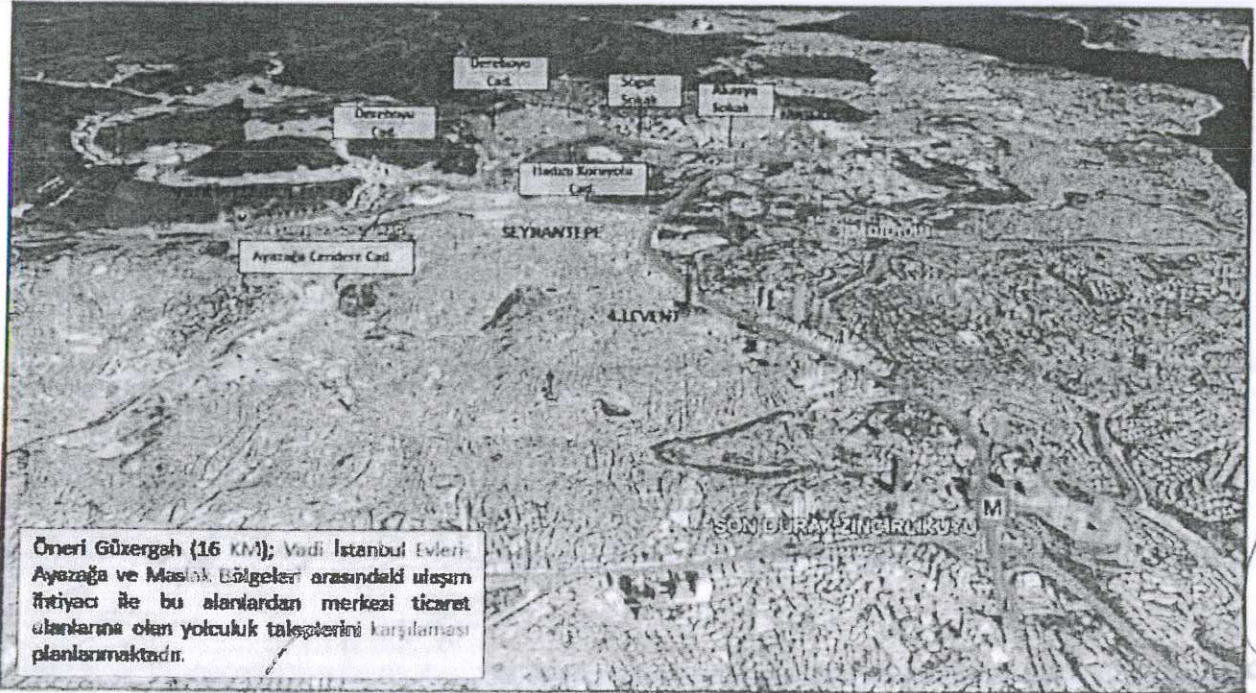 Dereboyu
Cad.
Söğüt
Sokak
Akasya
Sokak
Dereboyu
Cad.
Hadım Koruyolu
Cad.
SEYRANTEPE
Ayazağa Cendere Cad.
4.LEVENT
SON DURAK ZİNCİRLİKUYU
M
Öneri Güzergah (16 KM); Vadi İstanbul Evleri-
Ayazağa ve Maslak Bölgeleri arasındaki ulaşım
ihtiyacı ile bu alanlardan merkezi ticaret
alanlarına olan yolculuk taleplerini karşılaması
planlanmaktadır.